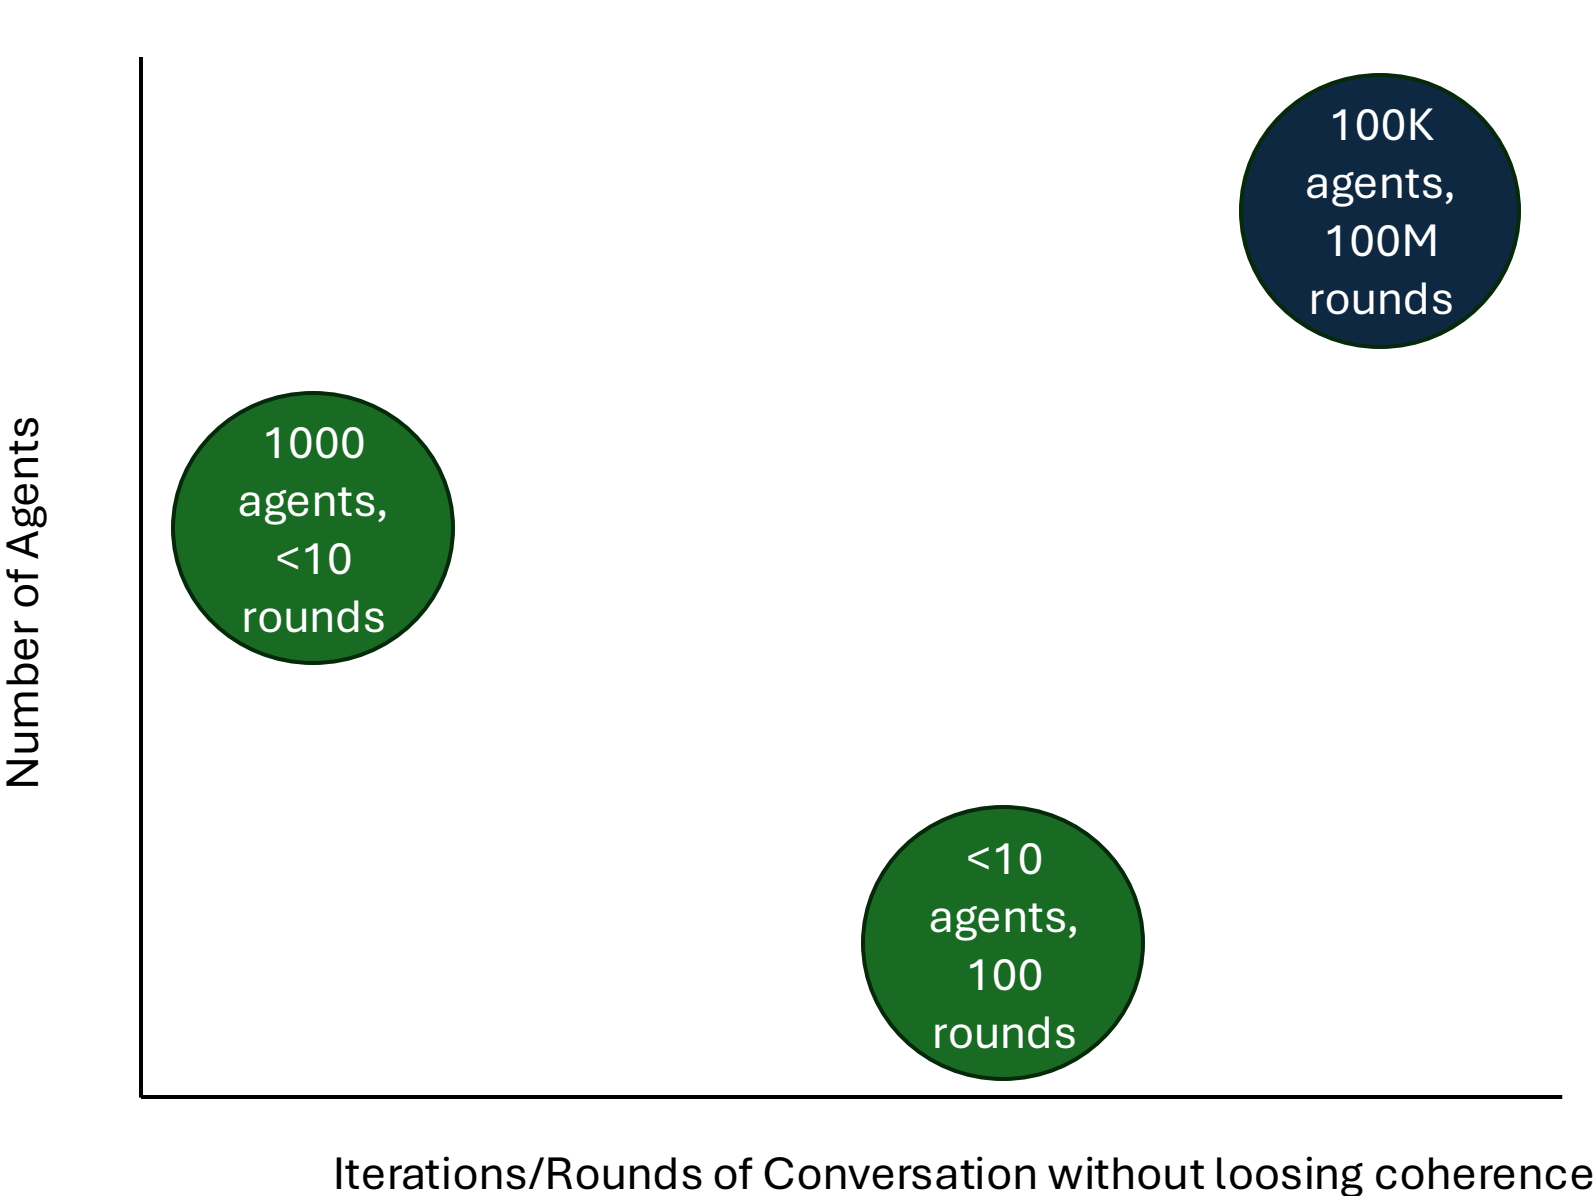 100K
agents,
100M
rounds
1000
agents,
<10
rounds
<10
agents,
100
rounds
Number of Agents
Iterations/Rounds of Conversation without loosing coherence